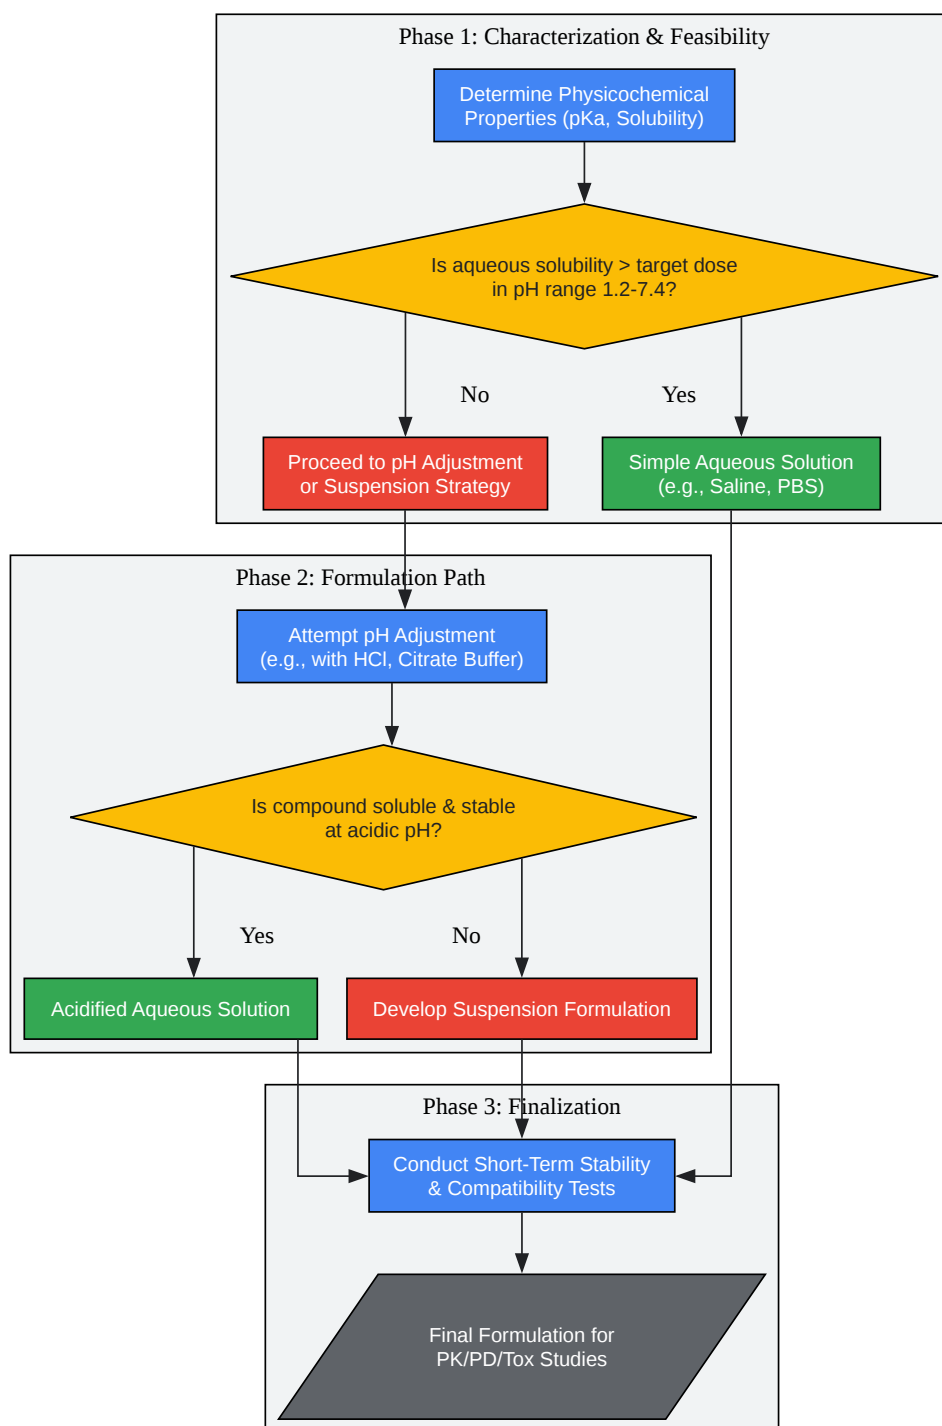 Phase 1: Characterization & Feasibility
Determine Physicochemical
Properties (pKa, Solubility)
Is aqueous solubility > target dose
in pH range 1.2-7.4?
No
Yes
Proceed to pH Adjustment
or Suspension Strategy
Simple Aqueous Solution
(e.g., Saline, PBS)
Phase 2: Formulation Path
Attempt pH Adjustment
(e.g., with HCl, Citrate Buffer)
Is compound soluble & stable
at acidic pH?
Yes
No
Acidified Aqueous Solution
Develop Suspension Formulation
Phase 3: Finalization
Conduct Short-Term Stability
& Compatibility Tests
Final Formulation for
PK/PD/Tox Studies